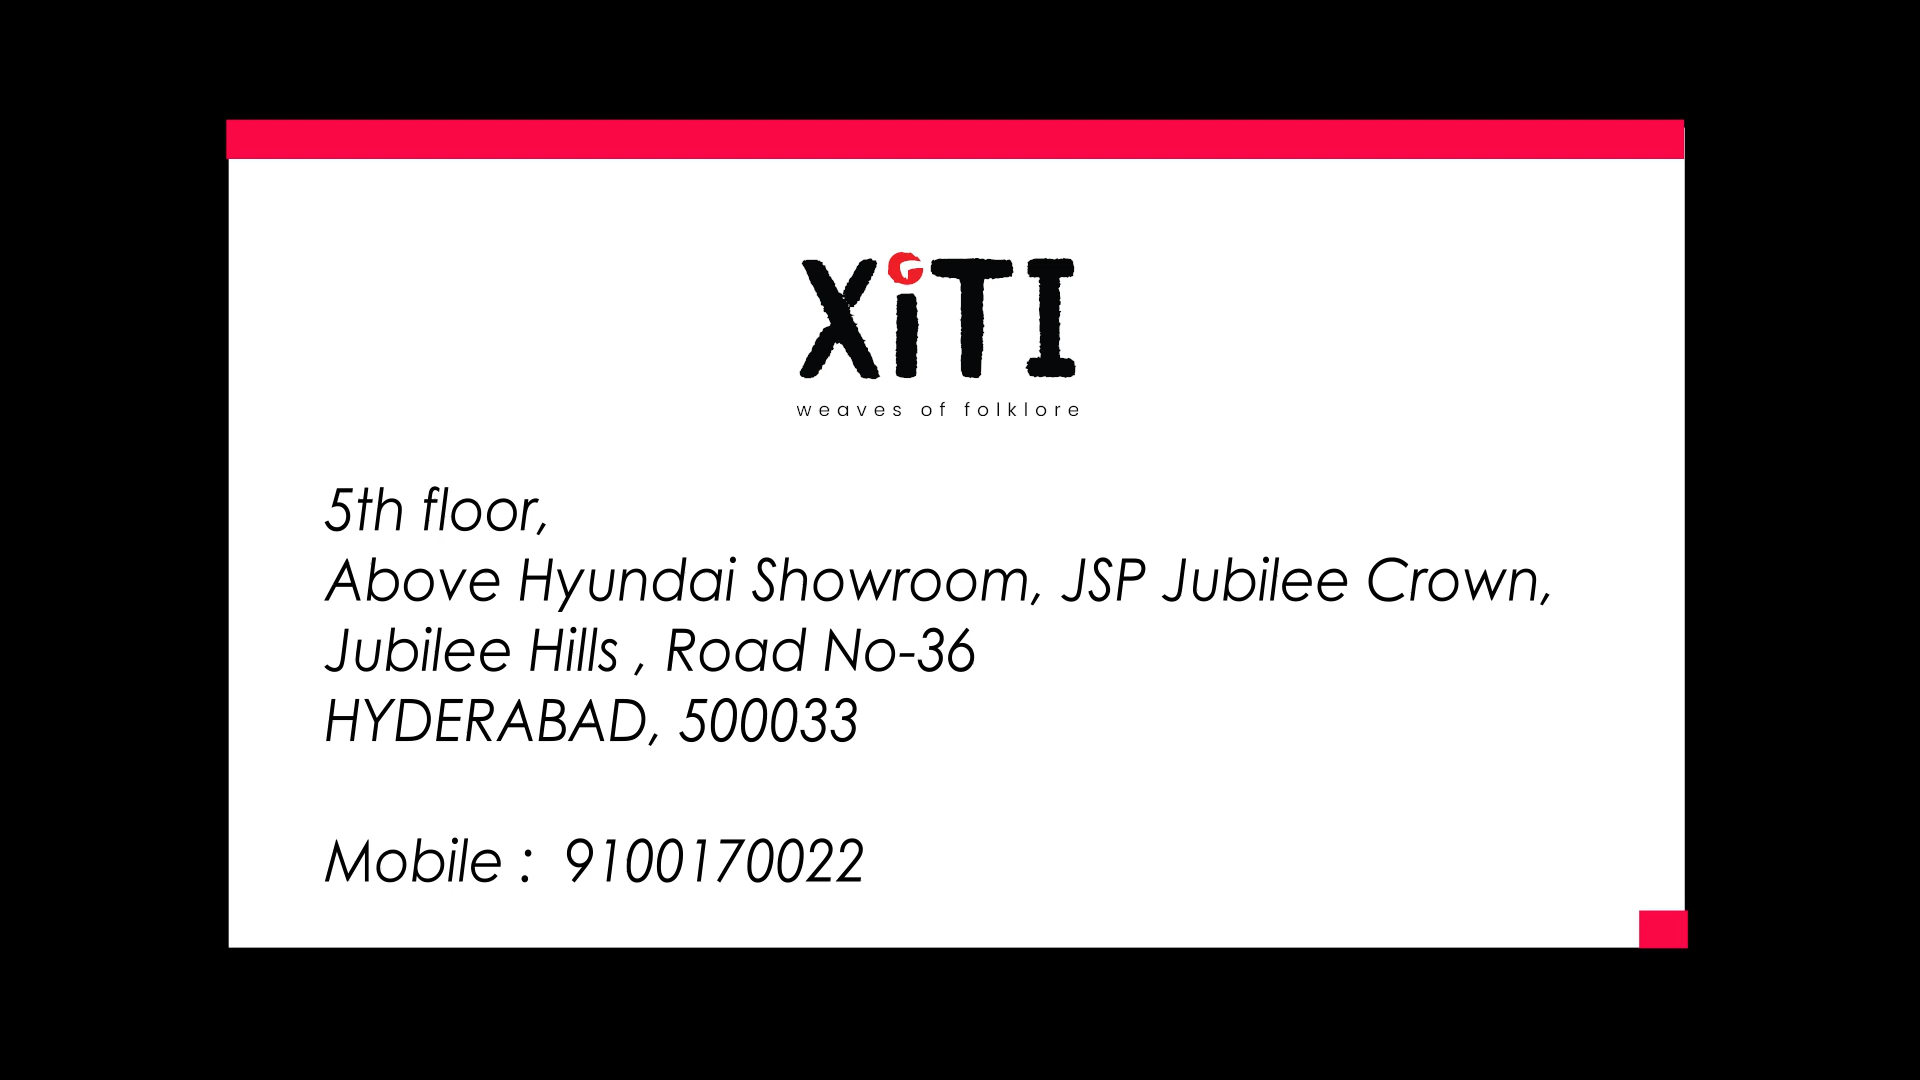 XiTI
weaves of folklore
5th floor,
Above Hyundai Showroom, JSP Jubilee Crown,
Jubilee Hills , Road No-36
HYDERABAD, 500033
Mobile : 9100170022